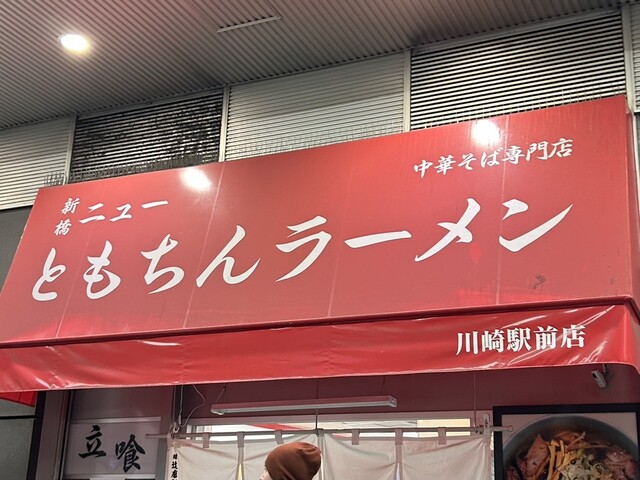 中華そば専門店
新橋 ニュー
ともちんラーメン
川崎駅前店
立喰